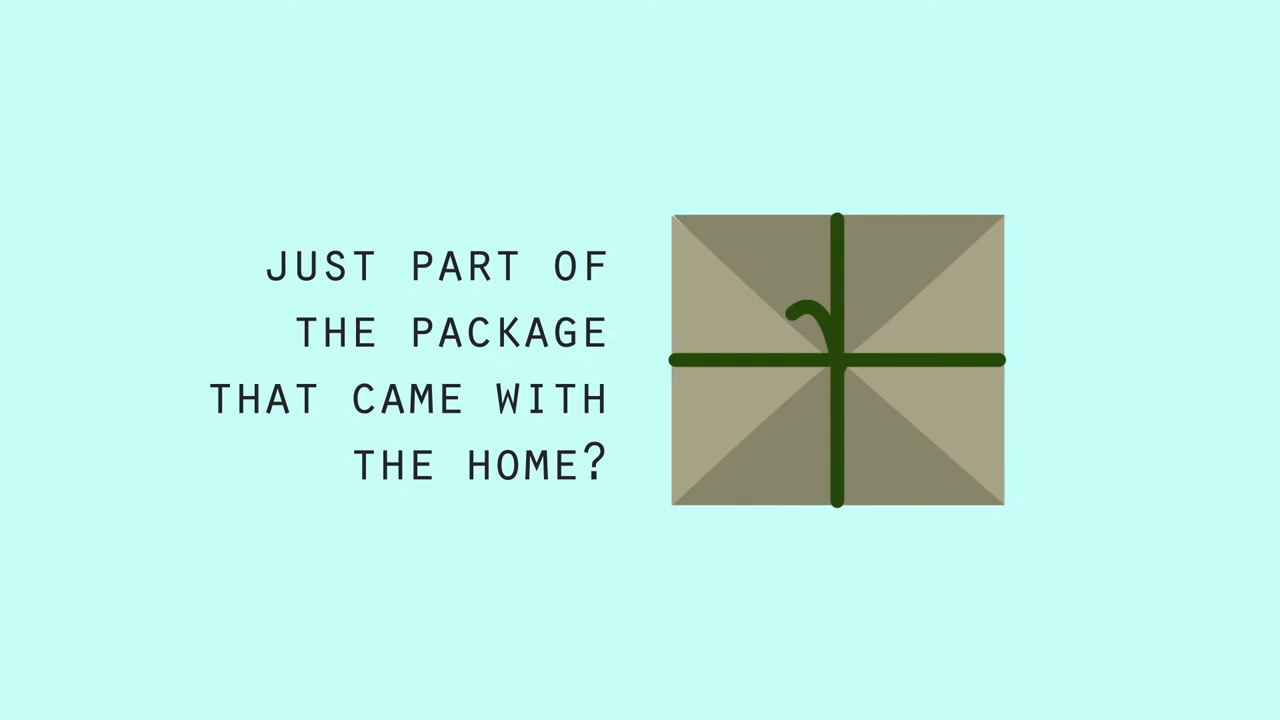 JUST PART OF
THE PACKAGE
THAT CAME WITH
THE HOME?